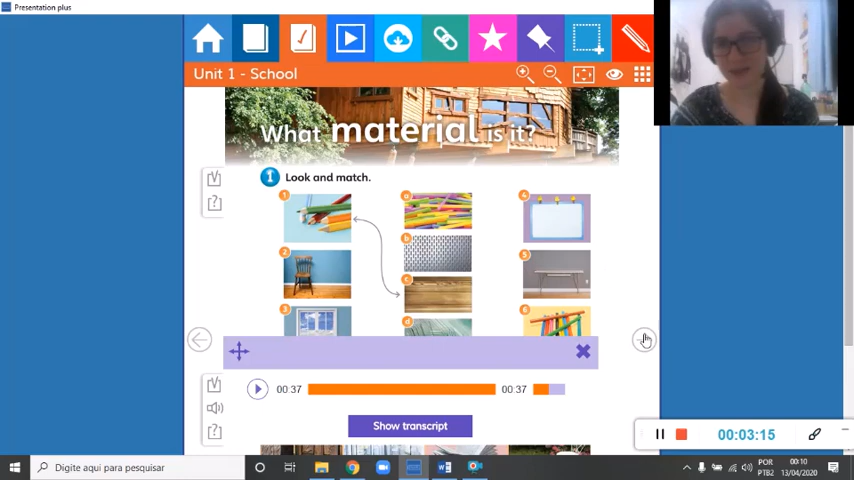 Presentation plus
Unit 1 - School
What material is it?
1 Look and match.
1
a
4
2
b
5
c
3
d
6
00:37
00:37
Show transcript
00:03:15
Digite aqui para pesquisar
POR
PTB2
00:10
13/04/2020